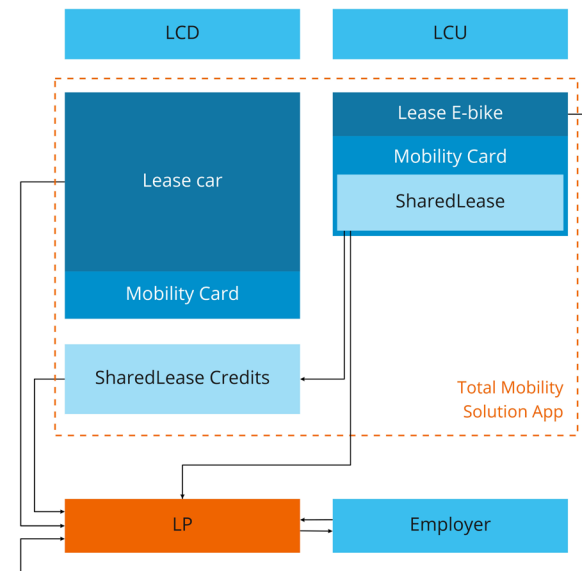 LCD
LCU
Lease car
Mobility Card
Lease E-bike
Mobility Card
SharedLease
SharedLease Credits
Total Mobility
Solution App
LP
Employer